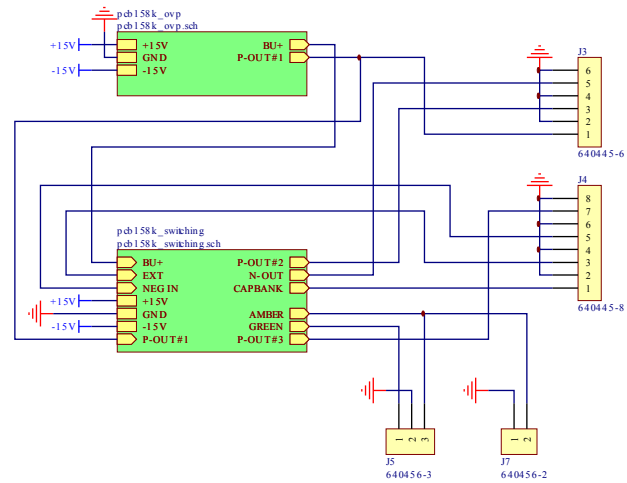 pcb158k_ovp
pcb158k_ovp.sch
+15V
+15V
BU+
GND
P-OUT#1
-15V
-15V
J3
6
5
4
3
2
1
640445-6
J4
8
7
6
5
4
3
2
1
640445-8
pcb158k_switching
pcb158k_switching.sch
BU+
P-OUT#2
EXT
N-OUT
NEG IN
CAPBANK
+15V
+15V
GND
AMBER
-15V
-15V
GREEN
P-OUT#1
P-OUT#3
1
2
3
J5
640456-3
1
2
J7
640456-2